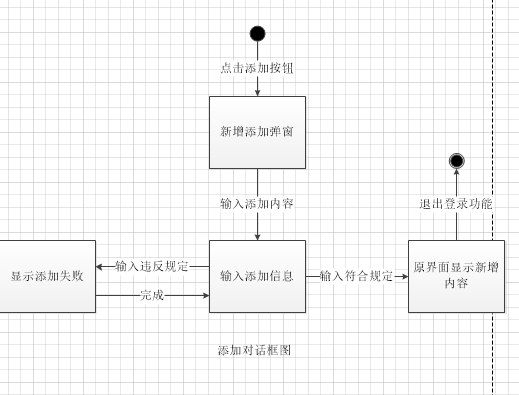 点击添加按钮
新增添加弹窗
输入添加内容
退出登录功能
显示添加失败
输入违反规定
完成
输入添加信息
输入符合规定
原界面显示新增
内容
添加对话框图